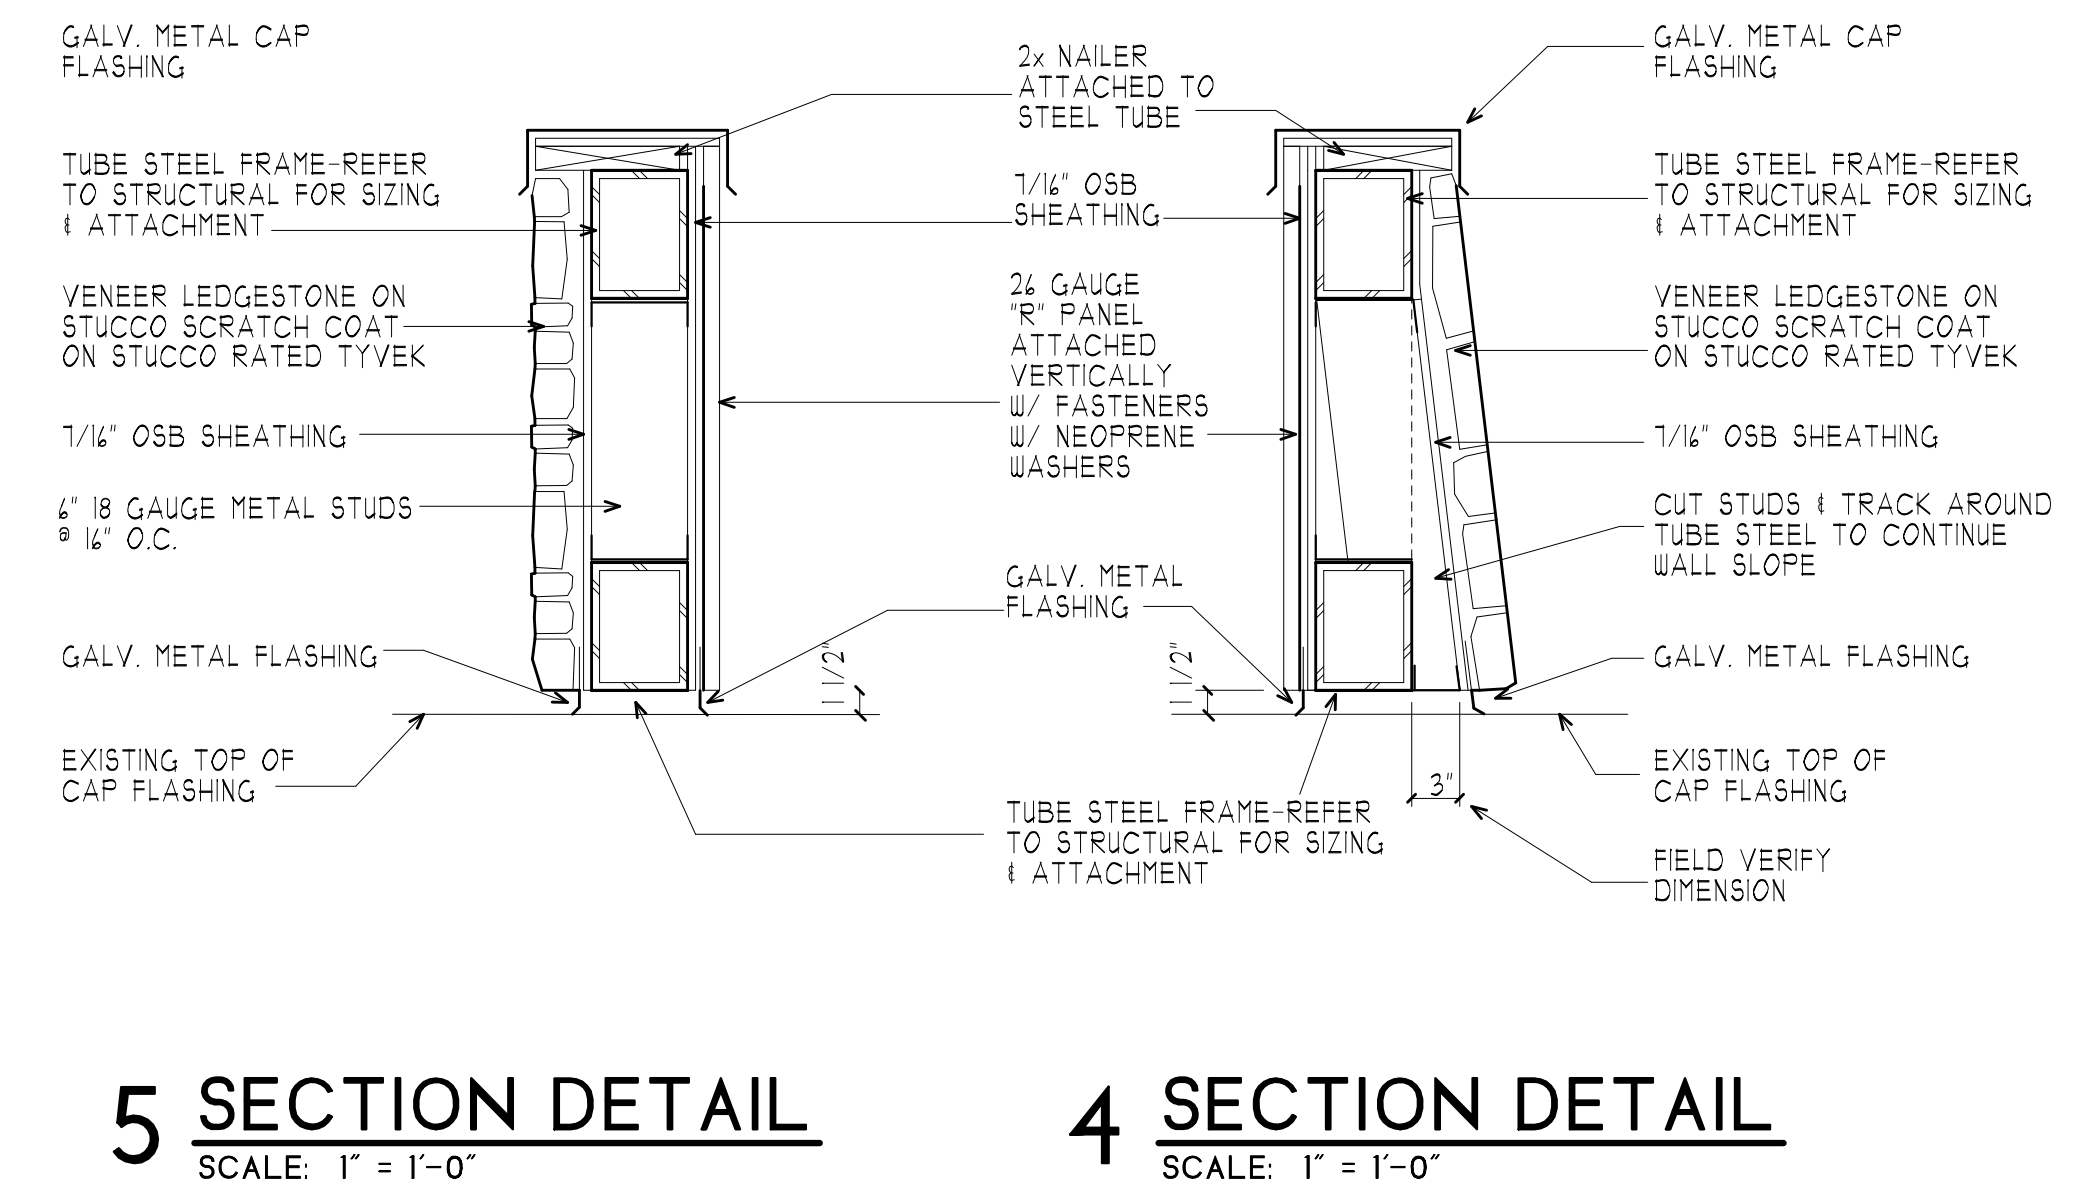 GALV. METAL CAP
FLASHING
TUBE STEEL FRAME-REFER
TO STRUCTURAL FOR SIZING
& ATTACHMENT
VENEER LEDGESTONE ON
STUCCO SCRATCH COAT
ON STUCCO RATED TYVEK
7/16" OSB SHEATHING
6" 18 GAUGE METAL STUDS
@ 16" O.C.
GALV. METAL FLASHING
EXISTING TOP OF
CAP FLASHING
2x NAILER
ATTACHED TO
STEEL TUBE
7/16" OSB
SHEATHING
26 GAUGE
"R" PANEL
ATTACHED
VERTICALLY
W/ FASTENERS
W/ NEOPRENE
WASHERS
GALV. METAL
FLASHING
1 1/2"
1 1/2"
TUBE STEEL FRAME-REFER
TO STRUCTURAL FOR SIZING
& ATTACHMENT
3"
GALV. METAL CAP
FLASHING
TUBE STEEL FRAME-REFER
TO STRUCTURAL FOR SIZING
& ATTACHMENT
VENEER LEDGESTONE ON
STUCCO SCRATCH COAT
ON STUCCO RATED TYVEK
7/16" OSB SHEATHING
CUT STUDS & TRACK AROUND
TUBE STEEL TO CONTINUE
WALL SLOPE
GALV. METAL FLASHING
EXISTING TOP OF
CAP FLASHING
FIELD VERIFY
DIMENSION
5 SECTION DETAIL
SCALE: 1" = 1'-0"
4 SECTION DETAIL
SCALE: 1" = 1'-0"